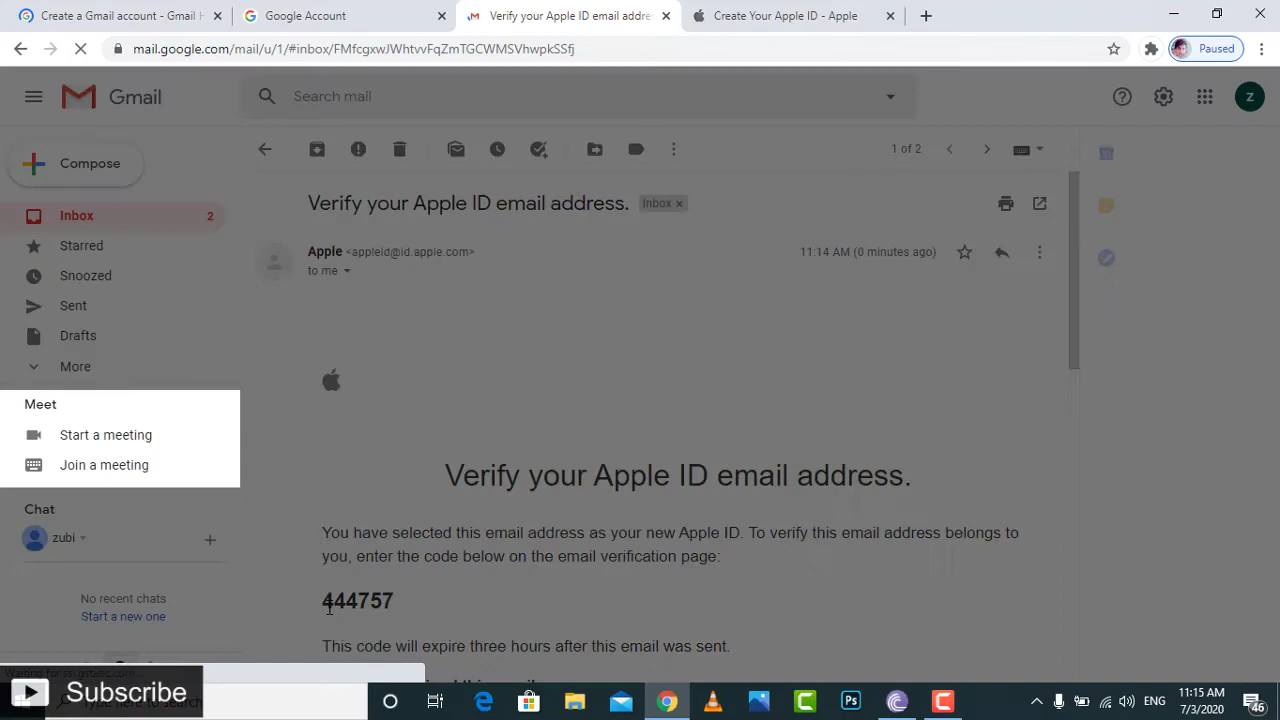 Create a Gmail account - Gmail H
Google Account
Verify your Apple ID email addre
Create Your Apple ID - Apple
mail.google.com/mail/u/1/#inbox/FMfcgxwJWhtvvFqZmTGCWMSVhwpkSSfj
Paused
Gmail
Search mail
z
Compose
1 of 2
Inbox 2
Starred
Snoozed
Sent
Drafts
More
Meet
Start a meeting
Join a meeting
Chat
zubi
No recent chats
Start a new one
Verify your Apple ID email address. Inbox x
Apple <appleid@id.apple.com>
11:14 AM (0 minutes ago)
to me
Verify your Apple ID email address.
You have selected this email address as your new Apple ID. To verify this email address belongs to
you, enter the code below on the email verification page:
444757
This code will expire three hours after this email was sent.
Subscribe
Type here to search
Ps
ENG
11:15 AM
7/3/2020
46